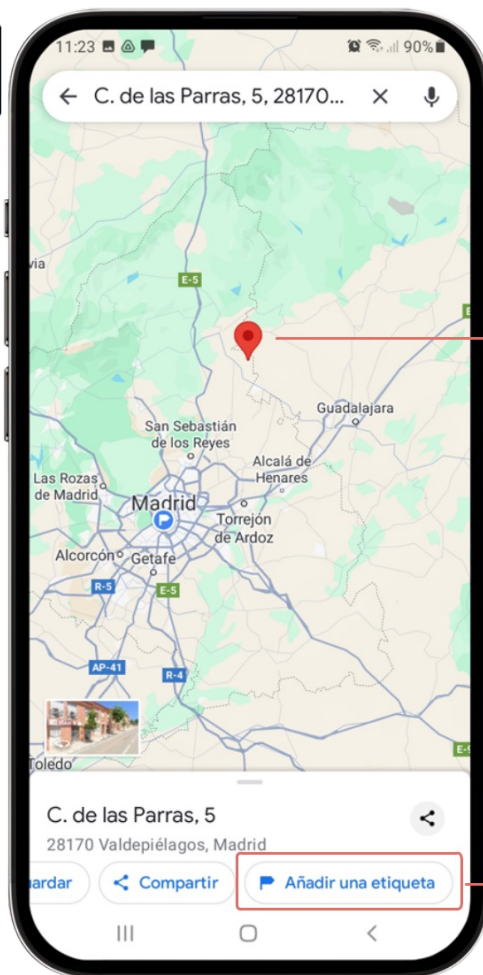 11:23
90%
C. de las Parras, 5, 28170...
vía
E-5
Guadalajara
San Sebastián
de los Reyes
Alcalá de
Henares
Las Rozas
de Madrid
Madrid
Torrejón
de Ardoz
Alcorcón
Getafe
R-5
E-5
AP-41
R-4
Toledo
C. de las Parras, 5
28170 Valdepiélagos, Madrid
uardar
Compartir
Añadir una etiqueta